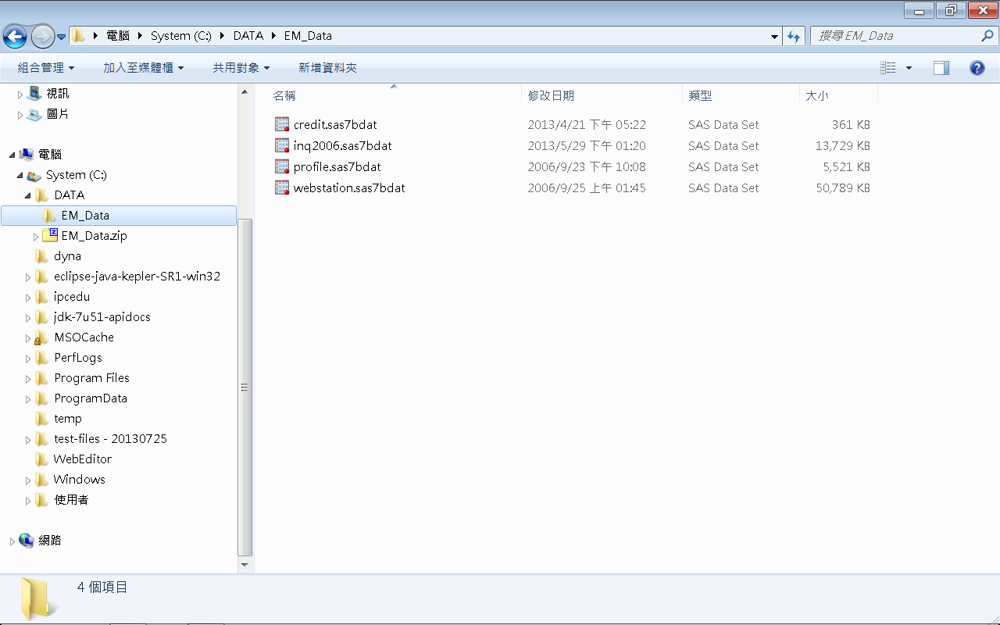 電腦 System (C:) DATA EM_Data
搜尋 EM_Data
組合管理 加入至媒體櫃 共用對象 新增資料夾
視訊
圖片
電腦
System (C:)
DATA
EM_Data
EM_Data.zip
dyna
eclipse-java-kepler-SR1-win32
ipcedu
jdk-7u51-apidocs
MSOCache
PerfLogs
Program Files
ProgramData
temp
test-files - 20130725
WebEditor
Windows
使用者
網路
名稱 修改日期 類型 大小
credit.sas7bdat 2013/4/21 下午 05:22 SAS Data Set 361 KB
inq2006.sas7bdat 2013/5/29 下午 01:20 SAS Data Set 13,729 KB
profile.sas7bdat 2006/9/23 下午 10:08 SAS Data Set 5,521 KB
webstation.sas7bdat 2006/9/25 上午 01:45 SAS Data Set 50,789 KB
4 個項目